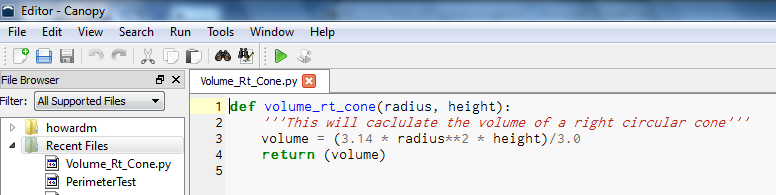 Editor - Canopy
File Edit View Search Run Tools Window Help
File Browser
Filter: All Supported Files
howardm
Recent Files
Volume_Rt_Cone.py
PerimeterTest
Volume_Rt_Cone.py
1 def volume_rt_cone(radius, height):
2 '''This will caclulate the volume of a right circular cone'''
3 volume = (3.14 * radius**2 * height)/3.0
4 return (volume)
5